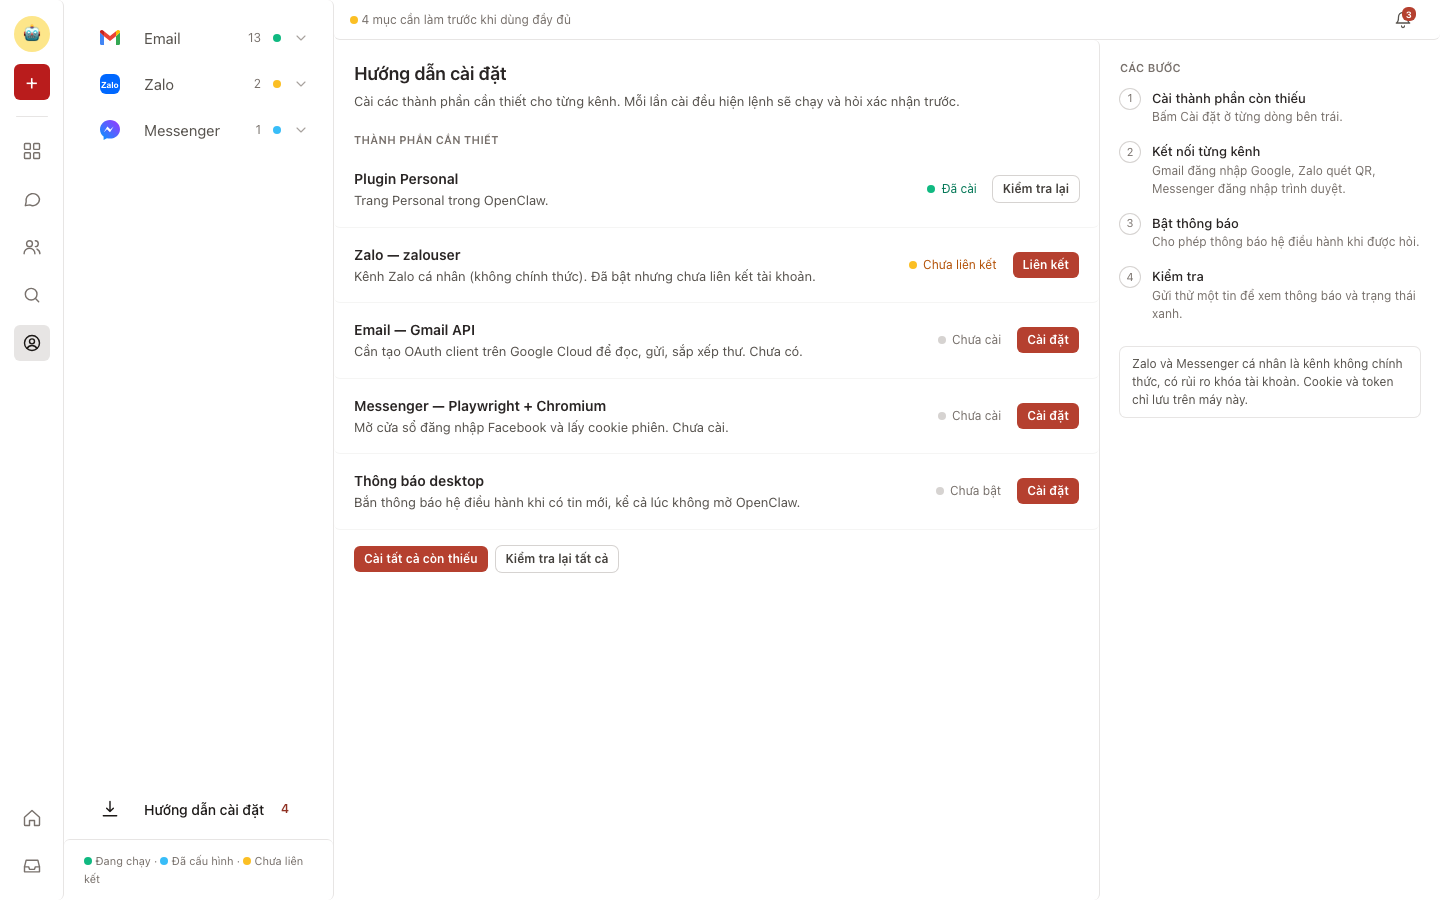 Email 13
Zalo Zalo 2
Messenger 1
Hướng dẫn cài đặt 4
Đang chạy · Đã cấu hình · Chưa liên
kết
4 mục cần làm trước khi dùng đầy đủ
3
Hướng dẫn cài đặt
Cài các thành phần cần thiết cho từng kênh. Mỗi lần cài đều hiện lệnh sẽ chạy và hỏi xác nhận trước.
THÀNH PHẦN CẦN THIẾT
Plugin Personal
Trang Personal trong OpenClaw.
Đã cài Kiểm tra lại
Zalo — zalouser
Kênh Zalo cá nhân (không chính thức). Đã bật nhưng chưa liên kết tài khoản.
Chưa liên kết Liên kết
Email — Gmail API
Cần tạo OAuth client trên Google Cloud để đọc, gửi, sắp xếp thư. Chưa có.
Chưa cài Cài đặt
Messenger — Playwright + Chromium
Mở cửa sổ đăng nhập Facebook và lấy cookie phiên. Chưa cài.
Chưa cài Cài đặt
Thông báo desktop
Bắn thông báo hệ điều hành khi có tin mới, kể cả lúc không mở OpenClaw.
Chưa bật Cài đặt
Cài tất cả còn thiếu Kiểm tra lại tất cả
CÁC BƯỚC
1 Cài thành phần còn thiếu
Bấm Cài đặt ở từng dòng bên trái.
2 Kết nối từng kênh
Gmail đăng nhập Google, Zalo quét QR,
Messenger đăng nhập trình duyệt.
3 Bật thông báo
Cho phép thông báo hệ điều hành khi được hỏi.
4 Kiểm tra
Gửi thử một tin để xem thông báo và trạng thái
xanh.
Zalo và Messenger cá nhân là kênh không chính
thức, có rủi ro khóa tài khoản. Cookie và token
chỉ lưu trên máy này.